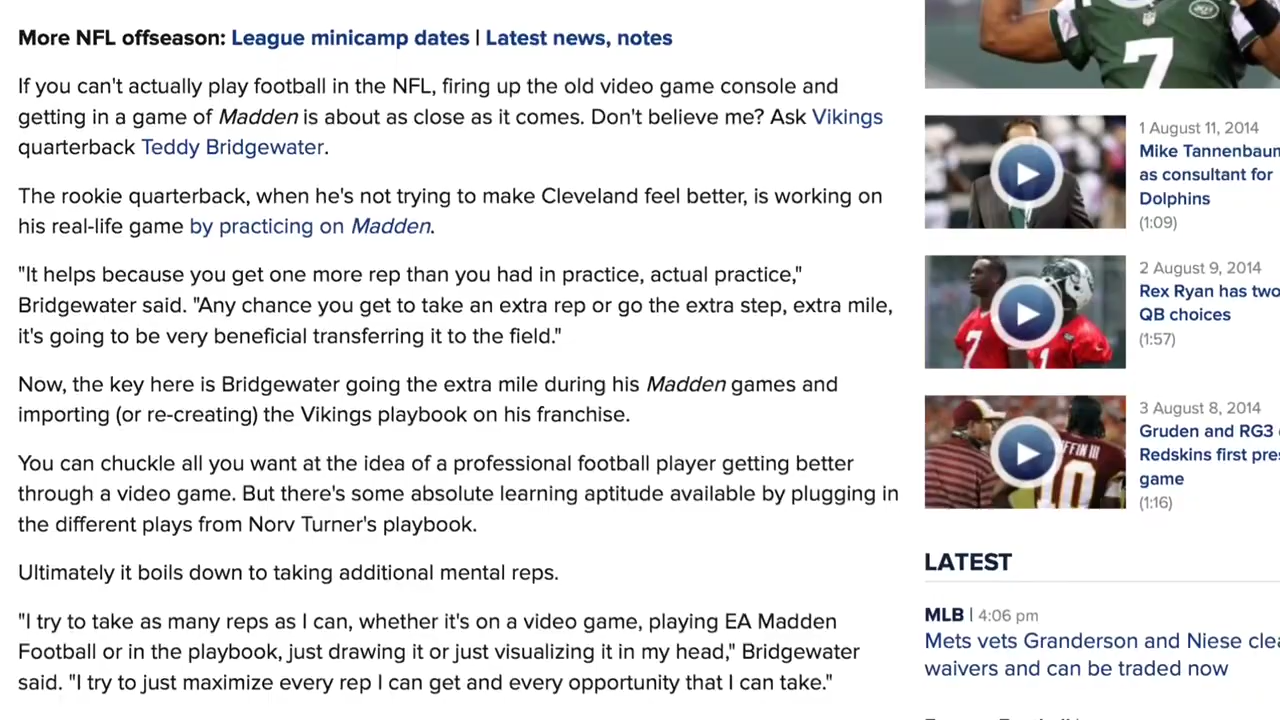 More NFL offseason: League minicamp dates | Latest news, notes
If you can't actually play football in the NFL, firing up the old video game console and
getting in a game of Madden is about as close as it comes. Don't believe me? Ask Vikings
quarterback Teddy Bridgewater.
The rookie quarterback, when he's not trying to make Cleveland feel better, is working on
his real-life game by practicing on Madden.
"It helps because you get one more rep than you had in practice, actual practice,"
Bridgewater said. "Any chance you get to take an extra rep or go the extra step, extra mile,
it's going to be very beneficial transferring it to the field."
Now, the key here is Bridgewater going the extra mile during his Madden games and
importing (or re-creating) the Vikings playbook on his franchise.
You can chuckle all you want at the idea of a professional football player getting better
through a video game. But there's some absolute learning aptitude available by plugging in
the different plays from Norv Turner's playbook.
Ultimately it boils down to taking additional mental reps.
"I try to take as many reps as I can, whether it's on a video game, playing EA Madden
Football or in the playbook, just drawing it or just visualizing it in my head," Bridgewater
said. "I try to just maximize every rep I can get and every opportunity that I can take."
7
1 August 11, 2014
Mike Tannenbaum
as consultant for
Dolphins
(1:09)
7
1
2 August 9, 2014
Rex Ryan has two
QB choices
(1:57)
FFIN III
10
3 August 8, 2014
Gruden and RG3
Redskins first pre
game
(1:16)
LATEST
MLB | 4:06 pm
Mets vets Granderson and Niese clea
waivers and can be traded now